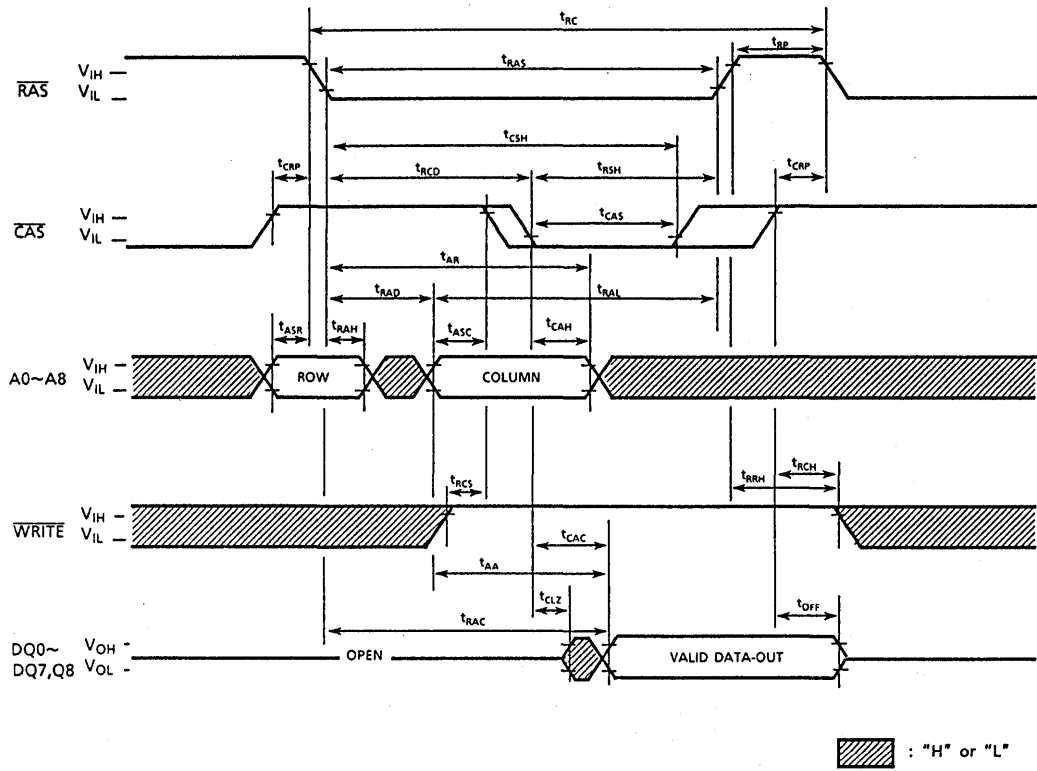 tRC
tRP
tRAS
VIH
RAS
VIL
tCSH
tCRP
tRCD
tRSH
tCRP
VIH
CAS
VIL
tCAS
tAR
tRAD
tRAL
tASR
tRAH
tASC
tCAH
A0~A8
VIH
VIL
ROW
COLUMN
tRCH
tRRH
tRCS
VIH
WRITE
VIL
tCAC
tAA
tCLZ
tOFF
tRAC
DQ0~
VOH
DQ7,Q8
VOL
OPEN
VALID DATA-OUT
: "H" or "L"